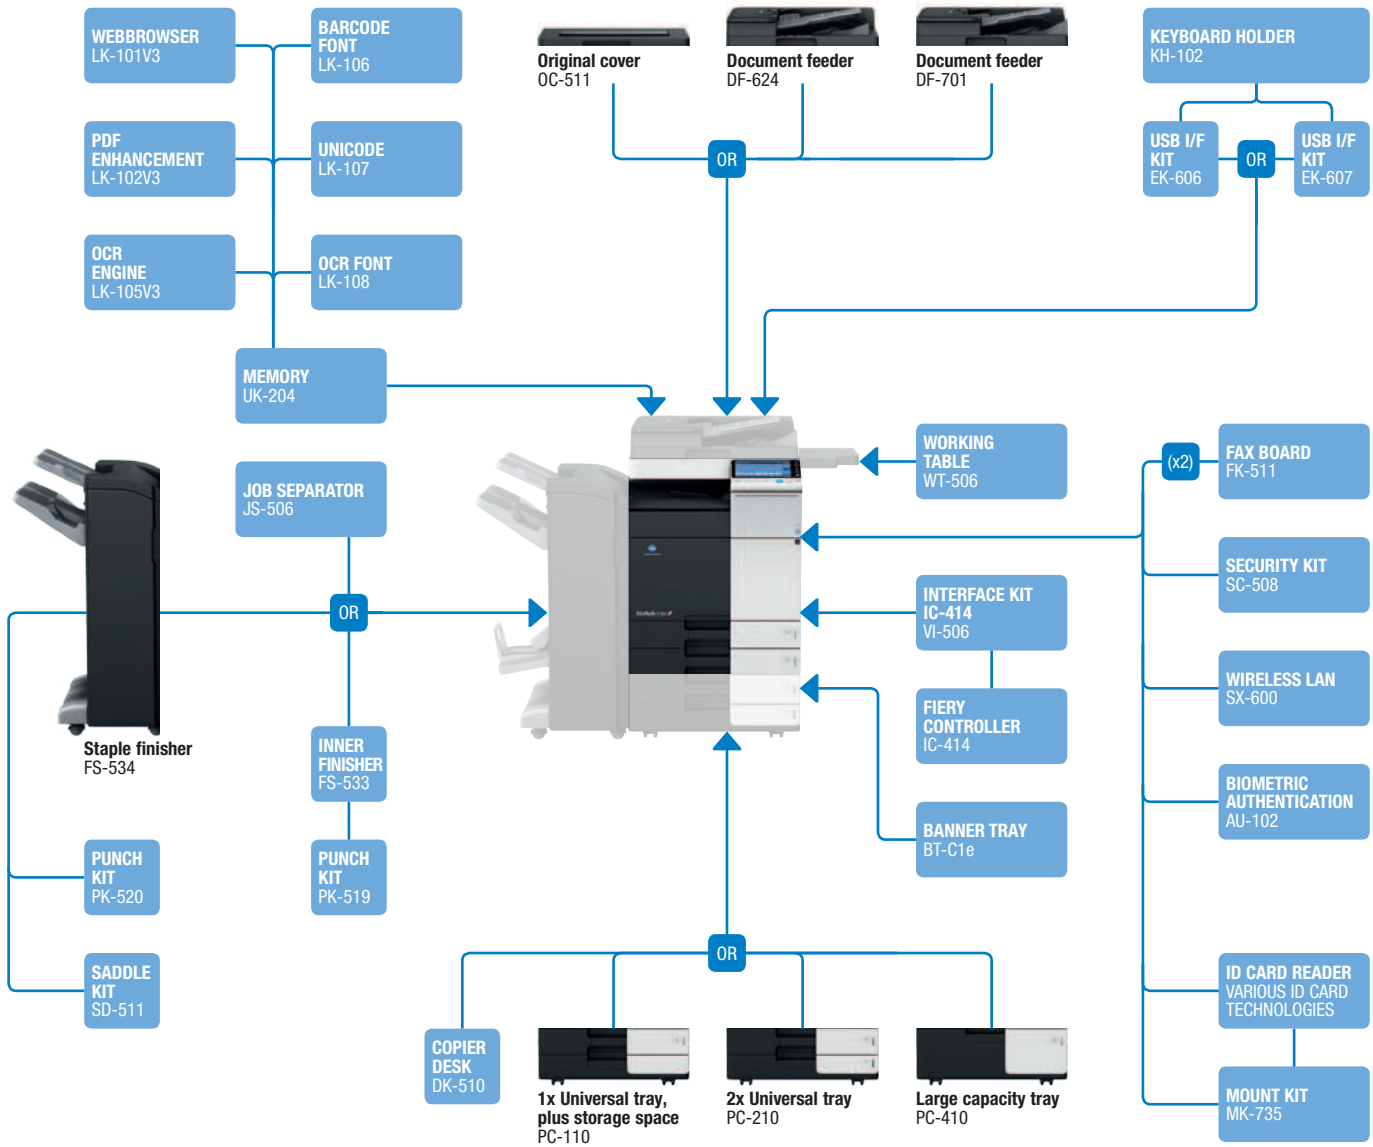 WEBBROWSER
LK-101V3
BARCODE
FONT
LK-106
Original cover
OC-511
Document feeder
DF-624
Document feeder
DF-701
KEYBOARD HOLDER
KH-102
PDF
ENHANCEMENT
LK-102V3
UNICODE
LK-107
OR
USB I/F
KIT
EK-606
OR
USB I/F
KIT
EK-607
OCR
ENGINE
LK-105V3
OCR FONT
LK-108
MEMORY
UK-204
WORKING
TABLE
WT-506
(x2)
FAX BOARD
FK-511
JOB SEPARATOR
JS-506
SECURITY KIT
SC-508
OR
INTERFACE KIT
IC-414
VI-506
WIRELESS LAN
SX-600
FIERY
CONTROLLER
IC-414
Staple finisher
FS-534
INNER
FINISHER
FS-533
BIOMETRIC
AUTHENTICATION
AU-102
BANNER TRAY
BT-C1e
PUNCH
KIT
PK-520
PUNCH
KIT
PK-519
OR
SADDLE
KIT
SD-511
ID CARD READER
VARIOUS ID CARD
TECHNOLOGIES
COPIER
DESK
DK-510
1x Universal tray,
plus storage space
PC-110
2x Universal tray
PC-210
Large capacity tray
PC-410
MOUNT KIT
MK-735